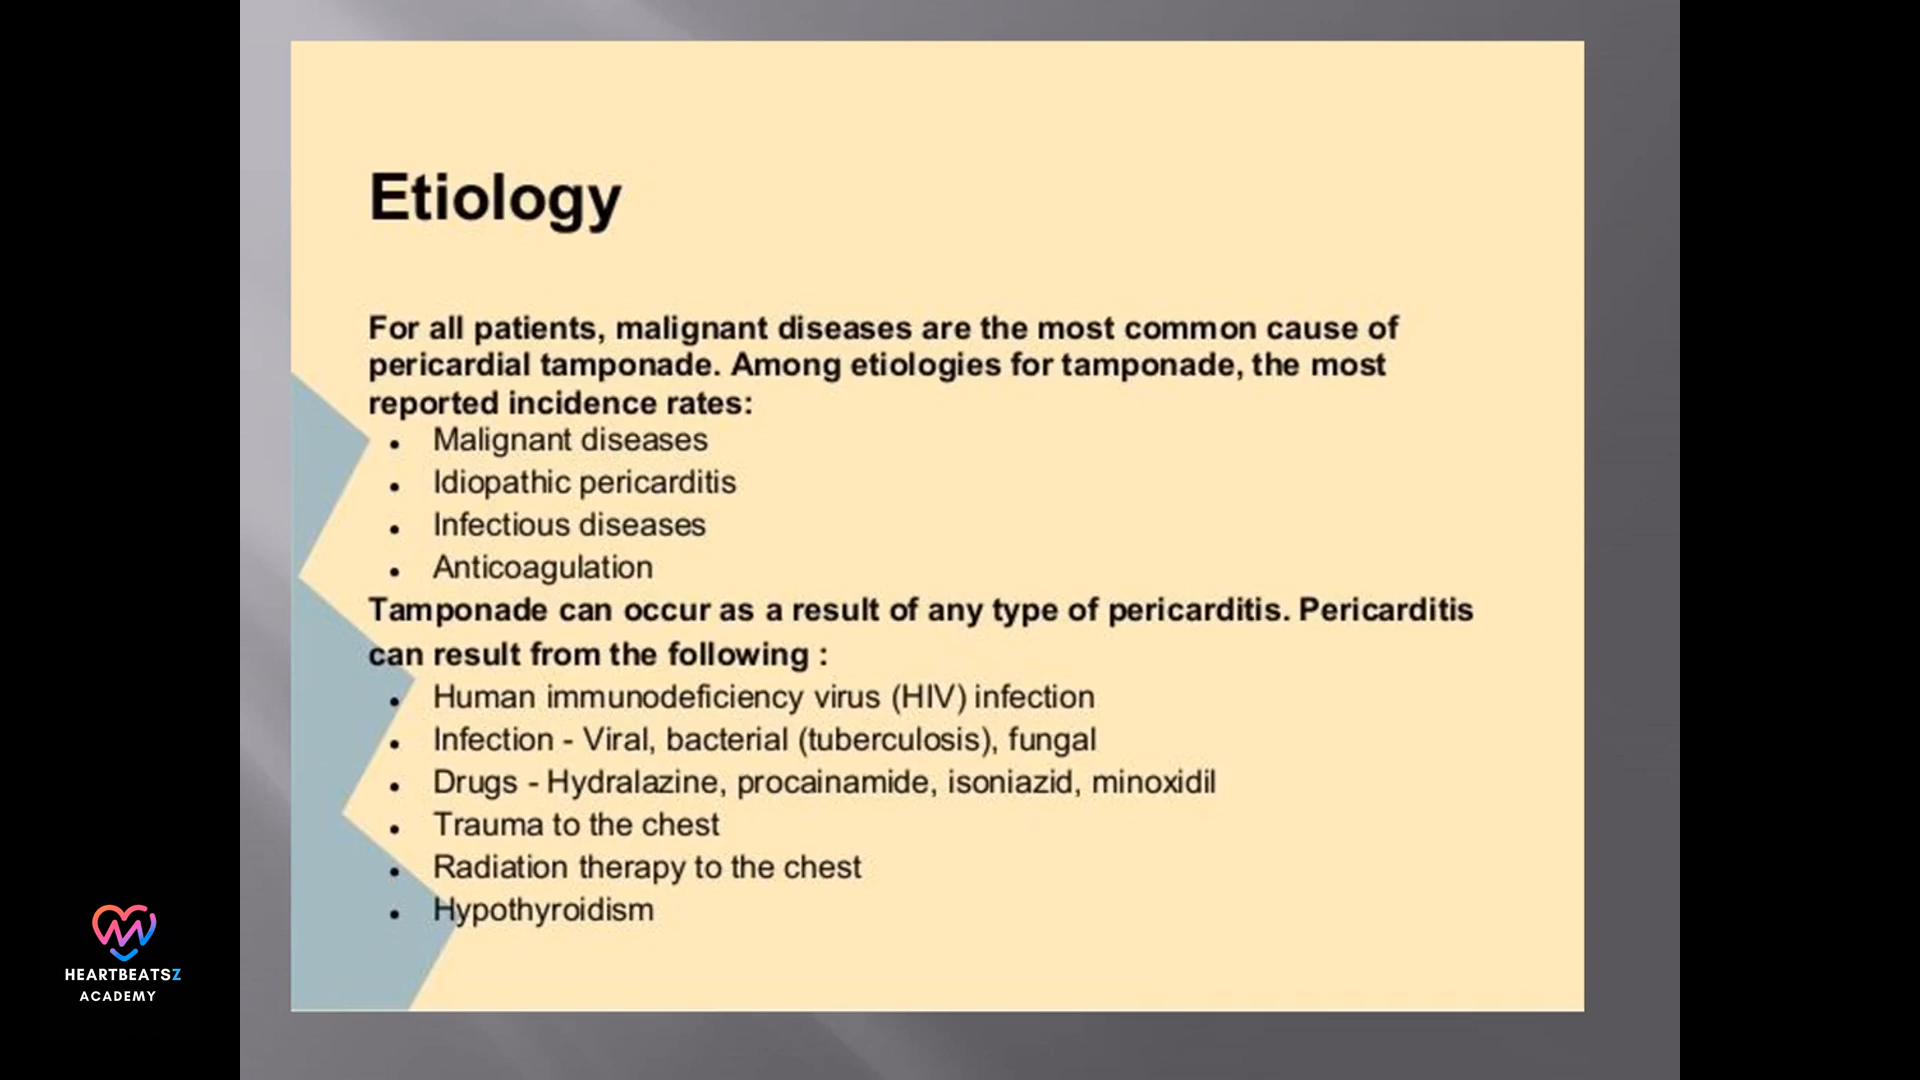 Etiology
For all patients, malignant diseases are the most common cause of
pericardial tamponade. Among etiologies for tamponade, the most
reported incidence rates:
• Malignant diseases
• Idiopathic pericarditis
• Infectious diseases
• Anticoagulation
Tamponade can occur as a result of any type of pericarditis. Pericarditis
can result from the following :
• Human immunodeficiency virus (HIV) infection
• Infection - Viral, bacterial (tuberculosis), fungal
• Drugs - Hydralazine, procainamide, isoniazid, minoxidil
• Trauma to the chest
• Radiation therapy to the chest
• Hypothyroidism
HEARTBEATSZ
ACADEMY